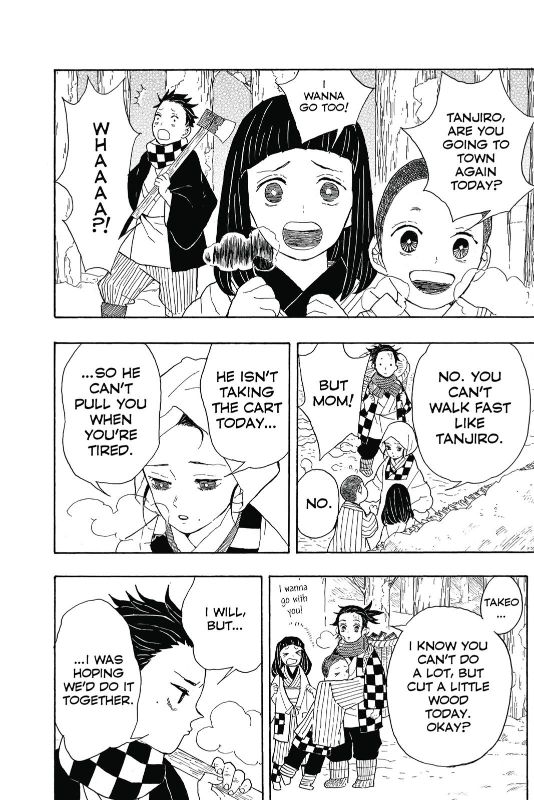 TANJIRO,
ARE YOU
GOING TO
TOWN
AGAIN
TODAY?
I
WANNA
GO TOO!
WHAAAA?!
NO. YOU
CAN'T
WALK FAST
LIKE
TANJIRO.
BUT
MOM!
NO.
HE ISN'T
TAKING
THE CART
TODAY...
...SO HE
CAN'T
PULL YOU
WHEN
YOU'RE
TIRED.
TAKEO
...
I KNOW
YOU
CAN'T DO
A LOT, BUT
CUT A LITTLE
WOOD
TODAY.
OKAY?
I wanna
go with
you!
I WILL,
BUT...
...I WAS
HOPING
WE'D DO IT
TOGETHER.